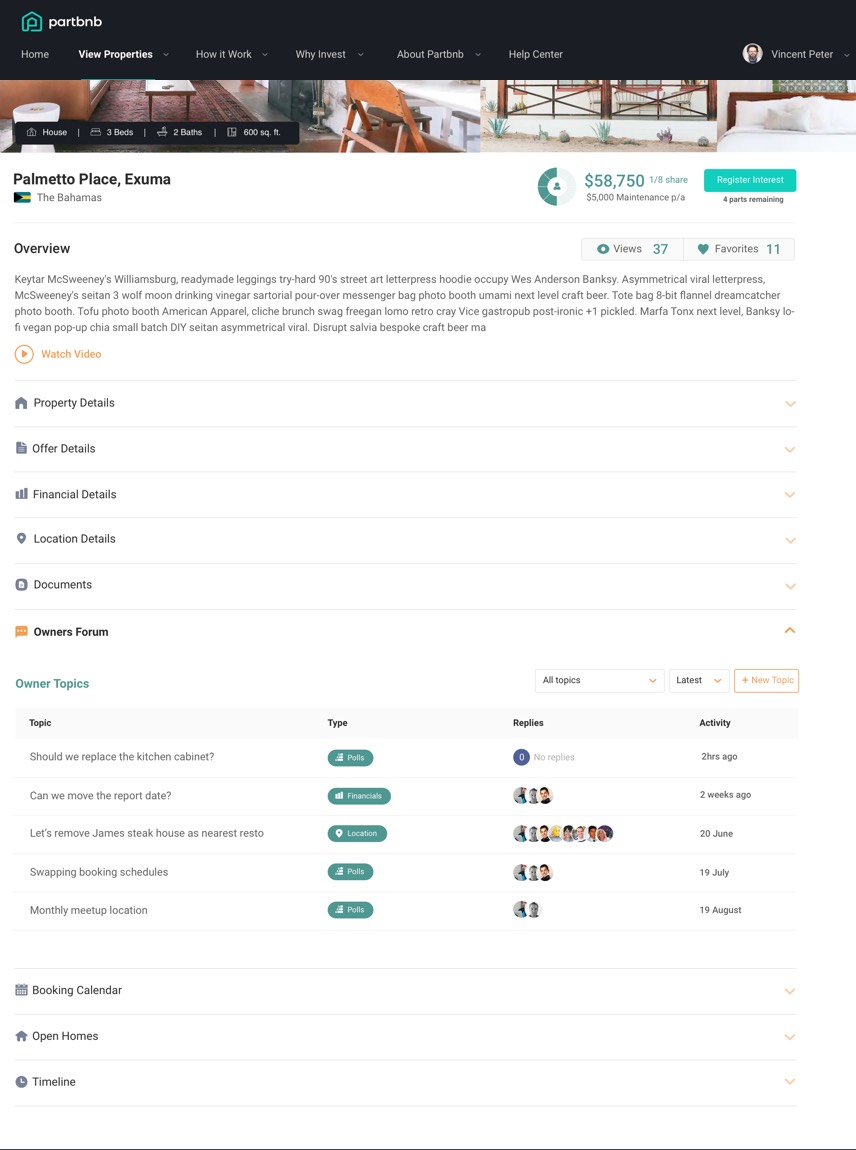 partbnb
Home View Properties How it Work Why Invest About Partbnb Help Center Vincent Peter
House | 3 Beds | 2 Baths | 600 sq. ft.
Palmetto Place, Exuma
The Bahamas
$58,750 1/8 share
$5,000 Maintenance p/a
Register Interest
4 parts remaining
Overview
Views 37 Favorites 11
Keytar McSweeney's Williamsburg, readymade leggings try-hard 90's street art letterpress hoodie occupy Wes Anderson Banksy. Asymmetrical viral letterpress,
McSweeney's seitan 3 wolf moon drinking vinegar sartorial pour-over messenger bag photo booth umami next level craft beer. Tote bag 8-bit flannel dreamcatcher
photo booth. Tofu photo booth American Apparel, cliche brunch swag freegan lomo retro cray Vice gastropub post-ironic +1 pickled. Marfa Tonx next level, Banksy lo-
fi vegan pop-up chia small batch DIY seitan asymmetrical viral. Disrupt salvia bespoke craft beer ma
Watch Video
Property Details
Offer Details
Financial Details
Location Details
Documents
Owners Forum
Owner Topics
All topics
Latest
+ New Topic
Topic Type Replies Activity
Should we replace the kitchen cabinet? Polls 0 No replies 2hrs ago
Can we move the report date? Financials 2 weeks ago
Let's remove James steak house as nearest resto Location 20 June
Swapping booking schedules Polls 19 July
Monthly meetup location Polls 19 August
Booking Calendar
Open Homes
Timeline